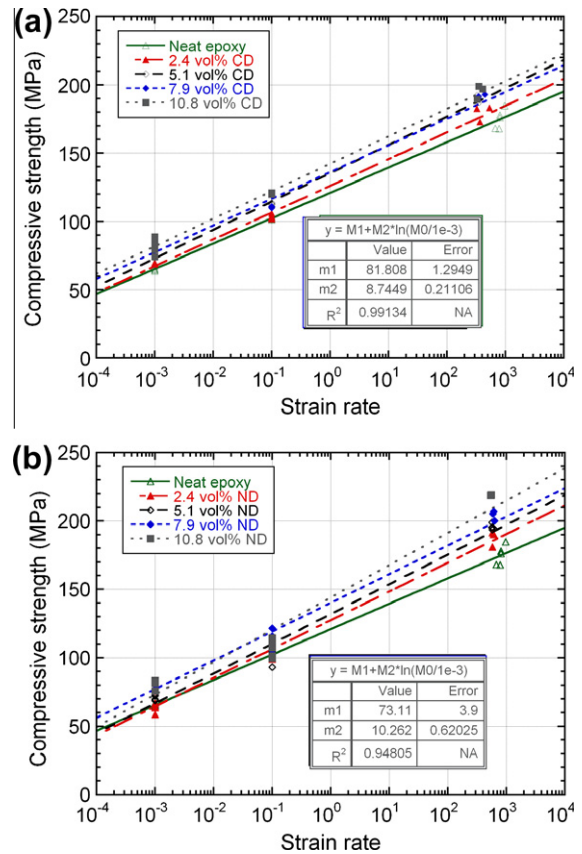 (a)
250
200
150
100
50
0
Compressive strength (MPa)
Neat epoxy
2.4 vol% CD
5.1 vol% CD
7.9 vol% CD
10.8 vol% CD
y = M1+M2*ln(M0/1e-3)
Value Error
m1 81.808 1.2949
m2 8.7449 0.21106
R² 0.99134 NA
10⁻⁴ 10⁻³ 10⁻² 10⁻¹ 10⁰ 10¹ 10² 10³ 10⁴
Strain rate
(b)
250
200
150
100
50
0
Compressive strength (MPa)
Neat epoxy
2.4 vol% ND
5.1 vol% ND
7.9 vol% ND
10.8 vol% ND
y = M1+M2*ln(M0/1e-3)
Value Error
m1 73.11 3.9
m2 10.262 0.62025
R² 0.94805 NA
10⁻⁴ 10⁻³ 10⁻² 10⁻¹ 10⁰ 10¹ 10² 10³ 10⁴
Strain rate